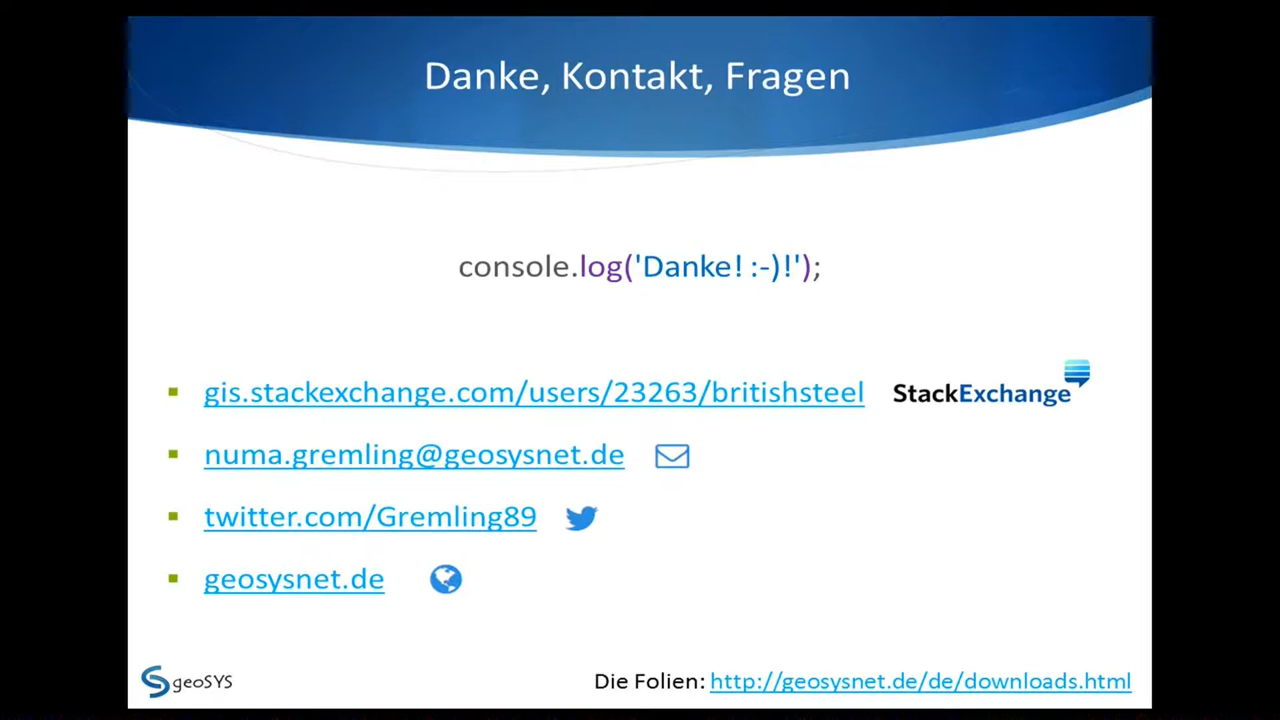 Danke, Kontakt, Fragen
console.log('Danke! :-)!');
gis.stackexchange.com/users/23263/britishsteel
StackExchange
numa.gremling@geosysnet.de
twitter.com/Gremling89
geosysnet.de
geoSYS
Die Folien: http://geosysnet.de/de/downloads.html